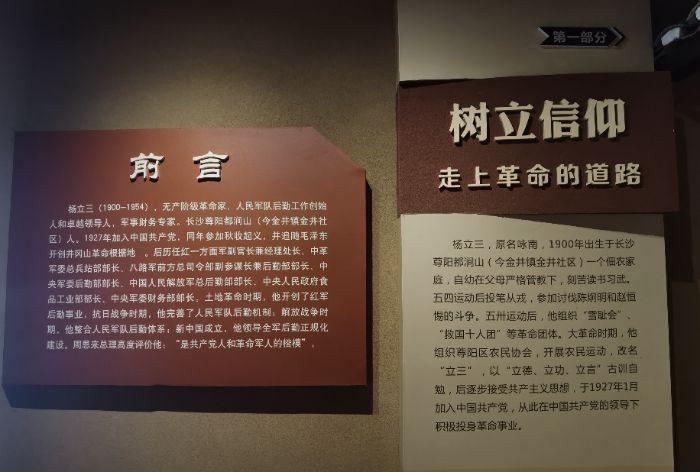 前言
杨立三（1900—1954），无产阶级革命家，人民军队后勤工作创始
人和卓越领导人，军事财务专家。长沙尊阳都涧山（今金井镇金井社
区）人。1927年加入中国共产党，同年参加秋收起义，并追随毛泽东
开创井冈山革命根据地 。后历任红一方面军副官长兼经理处长、中革
军委总兵站部部长、八路军前方总司令部副参谋长兼后勤部部长、中
央军委后勤部部长、中国人民解放军总后勤部部长、中央人民政府食
品工业部部长、中央军委财务部部长。土地革命时期，他开创了红军
后勤事业，抗日战争时期，他完善了人民军队后勤机制；解放战争时
期，他整合人民军队后勤体系；新中国成立，他领导全军后勤正规化
建设。周恩来总理高度评价他：“是共产党人和革命军人的楷模”。
第一部分
树立信仰
走上革命的道路
杨立三，原名咏南，1900年出生于长沙
尊阳都涧山（今金井镇金井社区）一个佃农家
庭，自幼在父母严格管教下，刻苦读书习武。
五四运动后投笔从戎，参加讨伐陈炯明和赵恒
惕的斗争。五卅运动后，他组织“雪耻会”、
“救国十人团”等革命团体。大革命时期，他
组织尊阳区农民协会，开展农民运动，改名
“立三”，以“立德、立功、立言”古训自
勉，后逐步接受共产主义思想，于1927年1月
加入中国共产党，从此在中国共产党的领导下
积极投身革命事业。